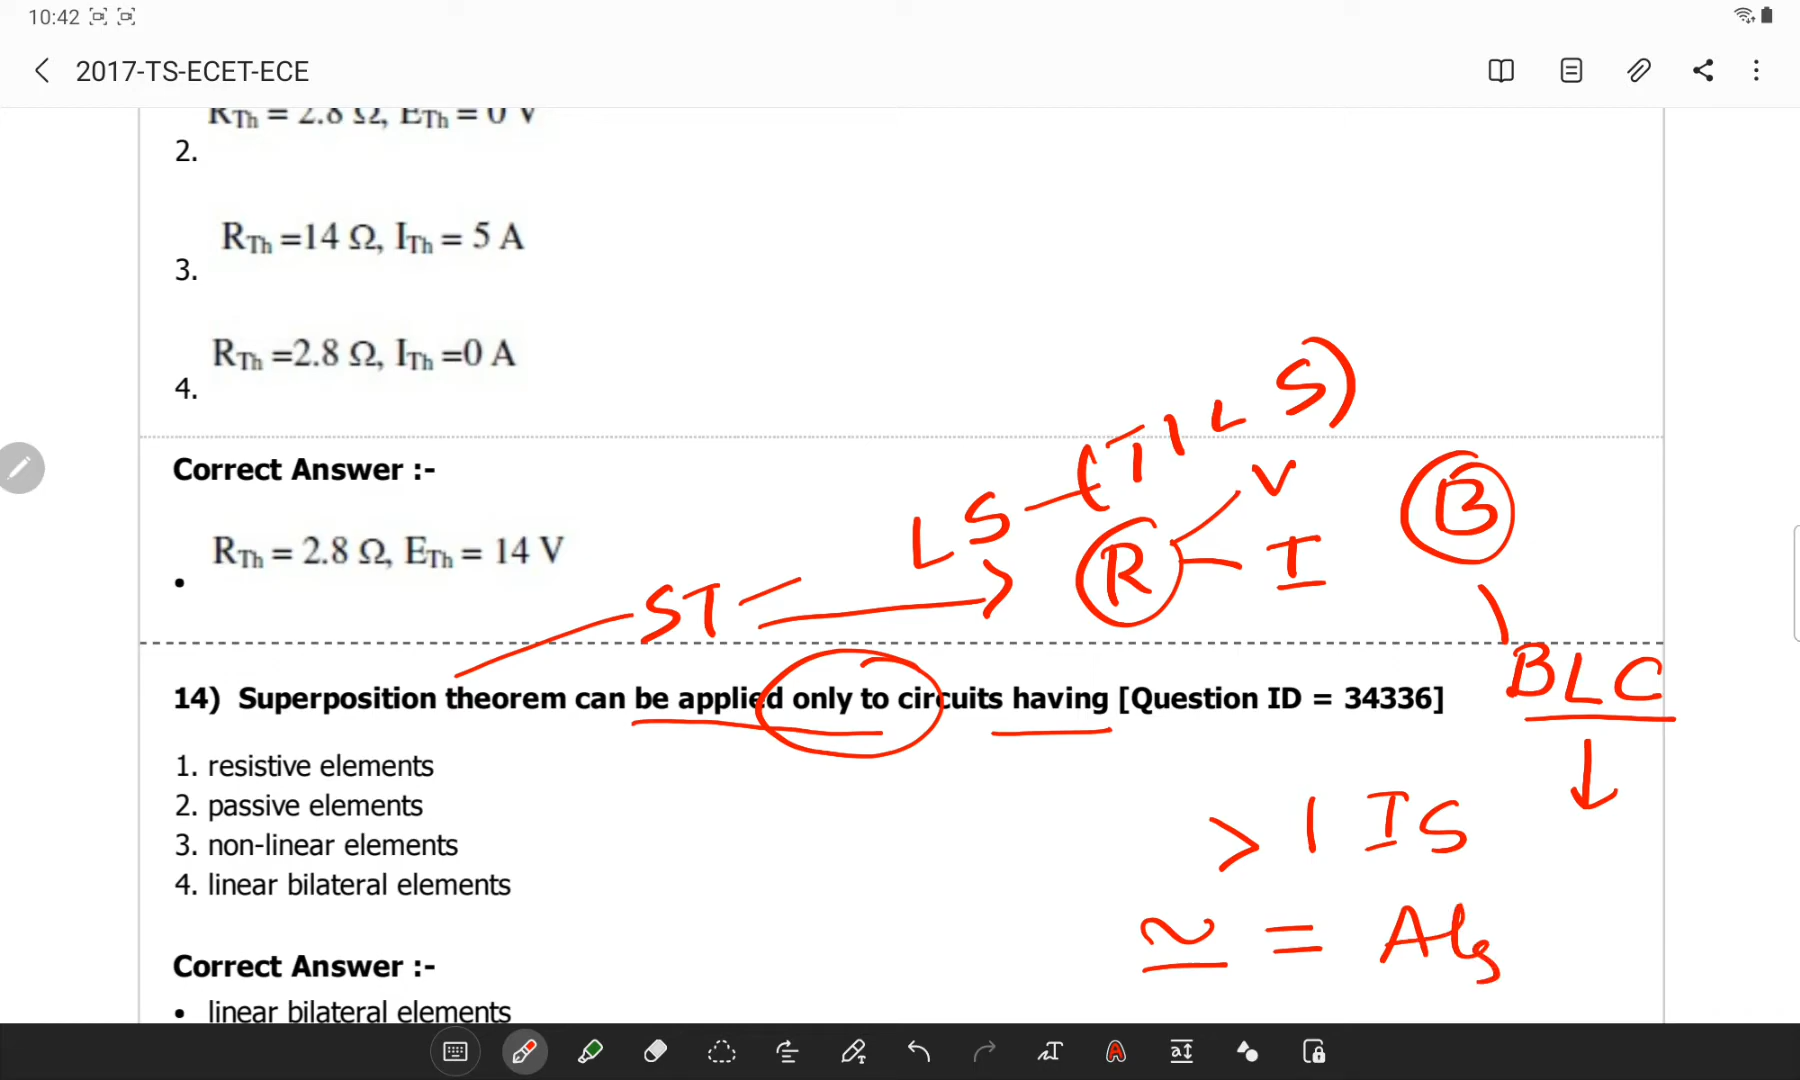 10:42
2017-TS-ECET-ECE
RTh = 2.8 Ω, ETh = 0 V
2.
RTh =14 Ω, ITh = 5 A
3.
RTh =2.8 Ω, ITh =0 A
4.
(TILS)
LS
V
B
Correct Answer :-
R
I
RTh = 2.8 Ω, ETh = 14 V
•
ST =
BLC
14) Superposition theorem can be applied only to circuits having [Question ID = 34336]
1. resistive elements
2. passive elements
3. non-linear elements
4. linear bilateral elements
> 1 IS
≃ = Alg
Correct Answer :-
• linear bilateral elements